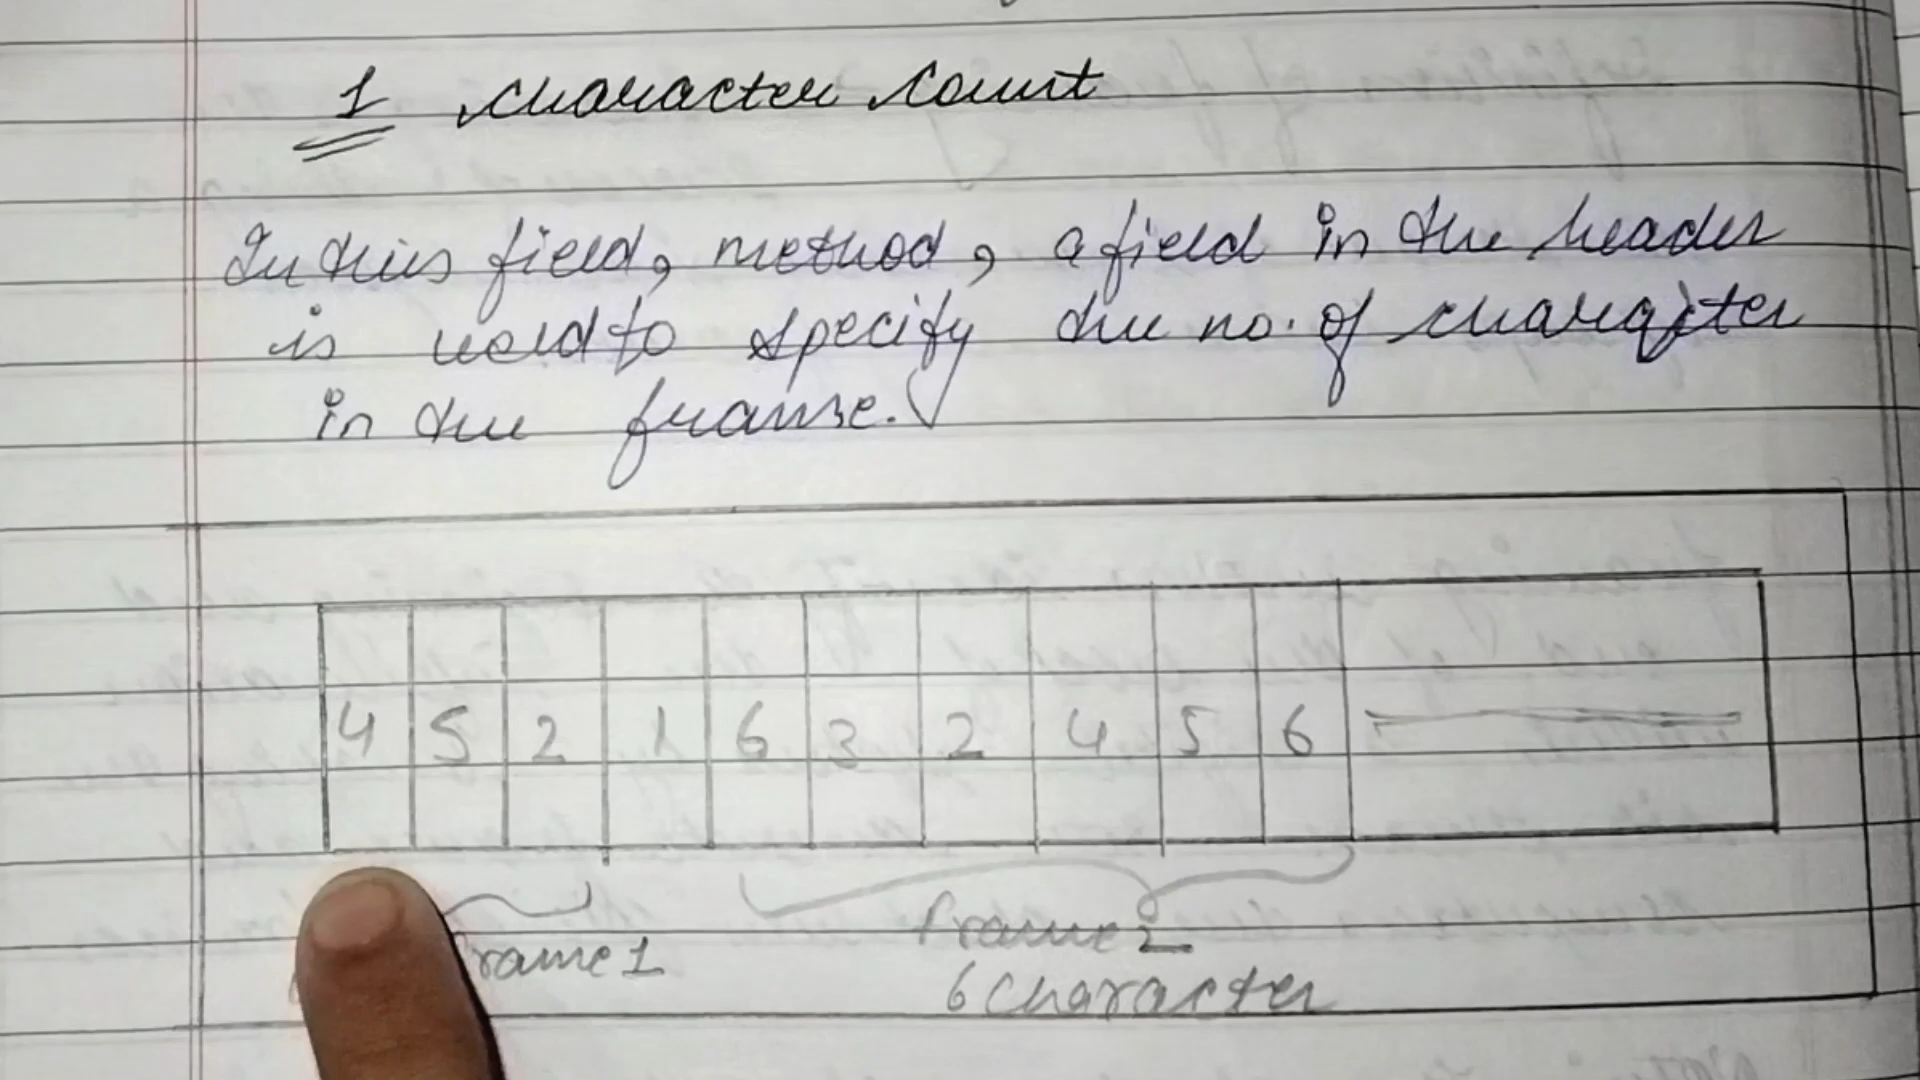 1 character count
In this field, method, a field in the header
is used to specify the no. of character
in the frame.
4 5 2 1 6 3 2 4 5 6
rame 1 Frame 2
6 character